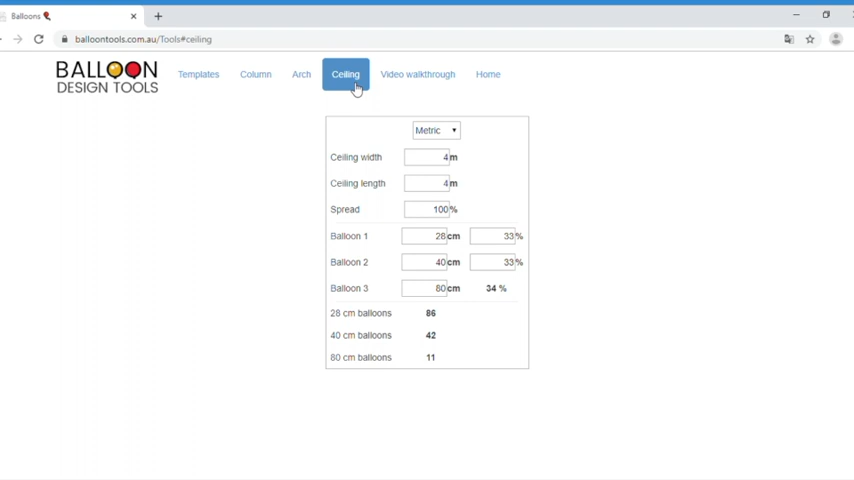 Balloons
balloontools.com.au/Tools#ceiling
BALLOON
DESIGN TOOLS
Templates Column Arch Ceiling Video walkthrough Home
Metric
Ceiling width 4 m
Ceiling length 4 m
Spread 100 %
Balloon 1 28 cm 33 %
Balloon 2 40 cm 33 %
Balloon 3 80 cm 34 %
28 cm balloons 86
40 cm balloons 42
80 cm balloons 11